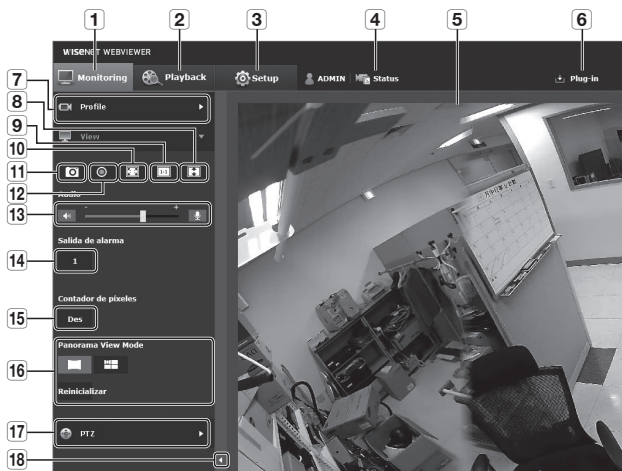 1 2 3 4 5 6
WISENET WEBVIEWER
Monitoring Playback Setup ADMIN Status Plug-in
7
Profile
8
View
9
10
11
1:1
12
Audio
13
- +
Salida de alarma
14
1
Contador de píxeles
15
Des
Panorama View Mode
16
Reinicializar
17
PTZ
18